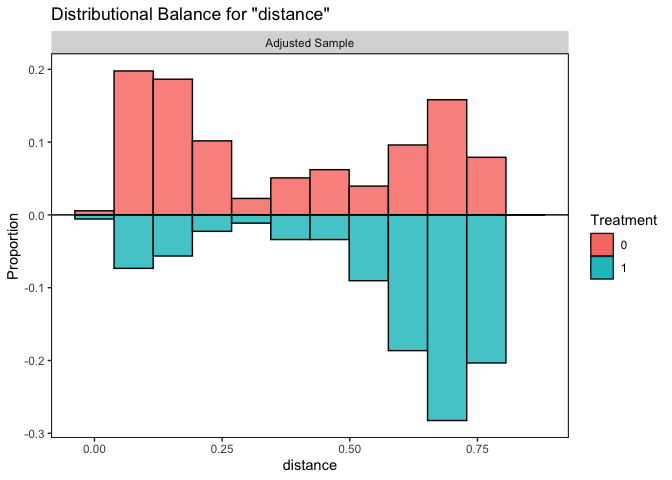 Distributional Balance for "distance"
Adjusted Sample
0.2
0.1
0.0
-0.1
-0.2
-0.3
Proportion
0.00
0.25
0.50
0.75
distance
Treatment
0
1